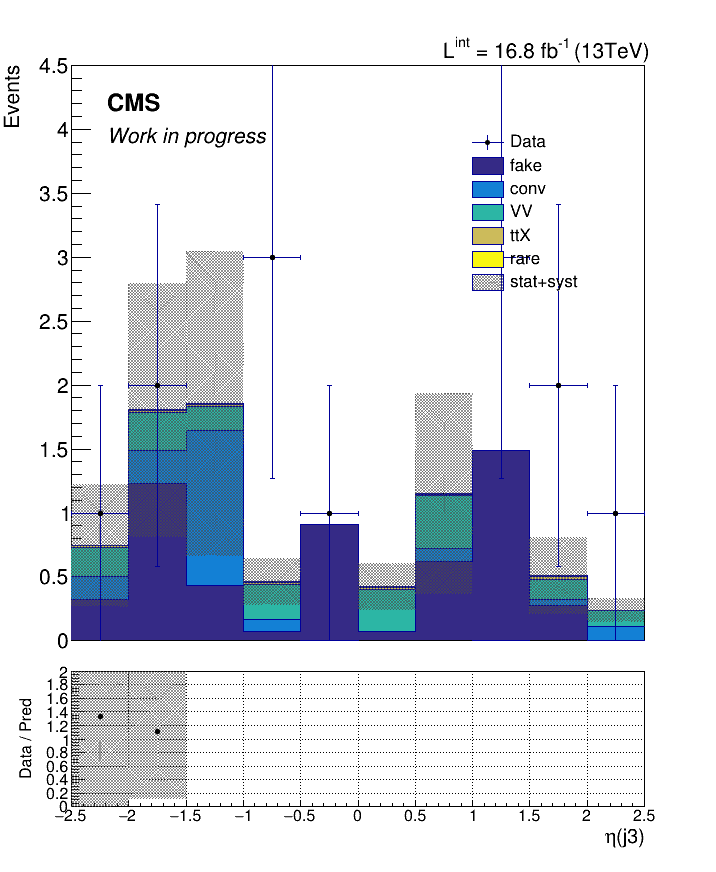 L^int = 16.8 fb^-1 (13TeV)
Events
4.5
CMS
4
Work in progress
Data
fake
3.5
conv
VV
ttX
3
rare
stat+syst
2.5
2
1.5
1
0.5
0
Data / Pred
2
1.8
1.6
1.4
1.2
1
0.8
0.6
0.4
0.2
0
−2.5 −2 −1.5 −1 −0.5 0 0.5 1 1.5 2 2.5
η(j3)